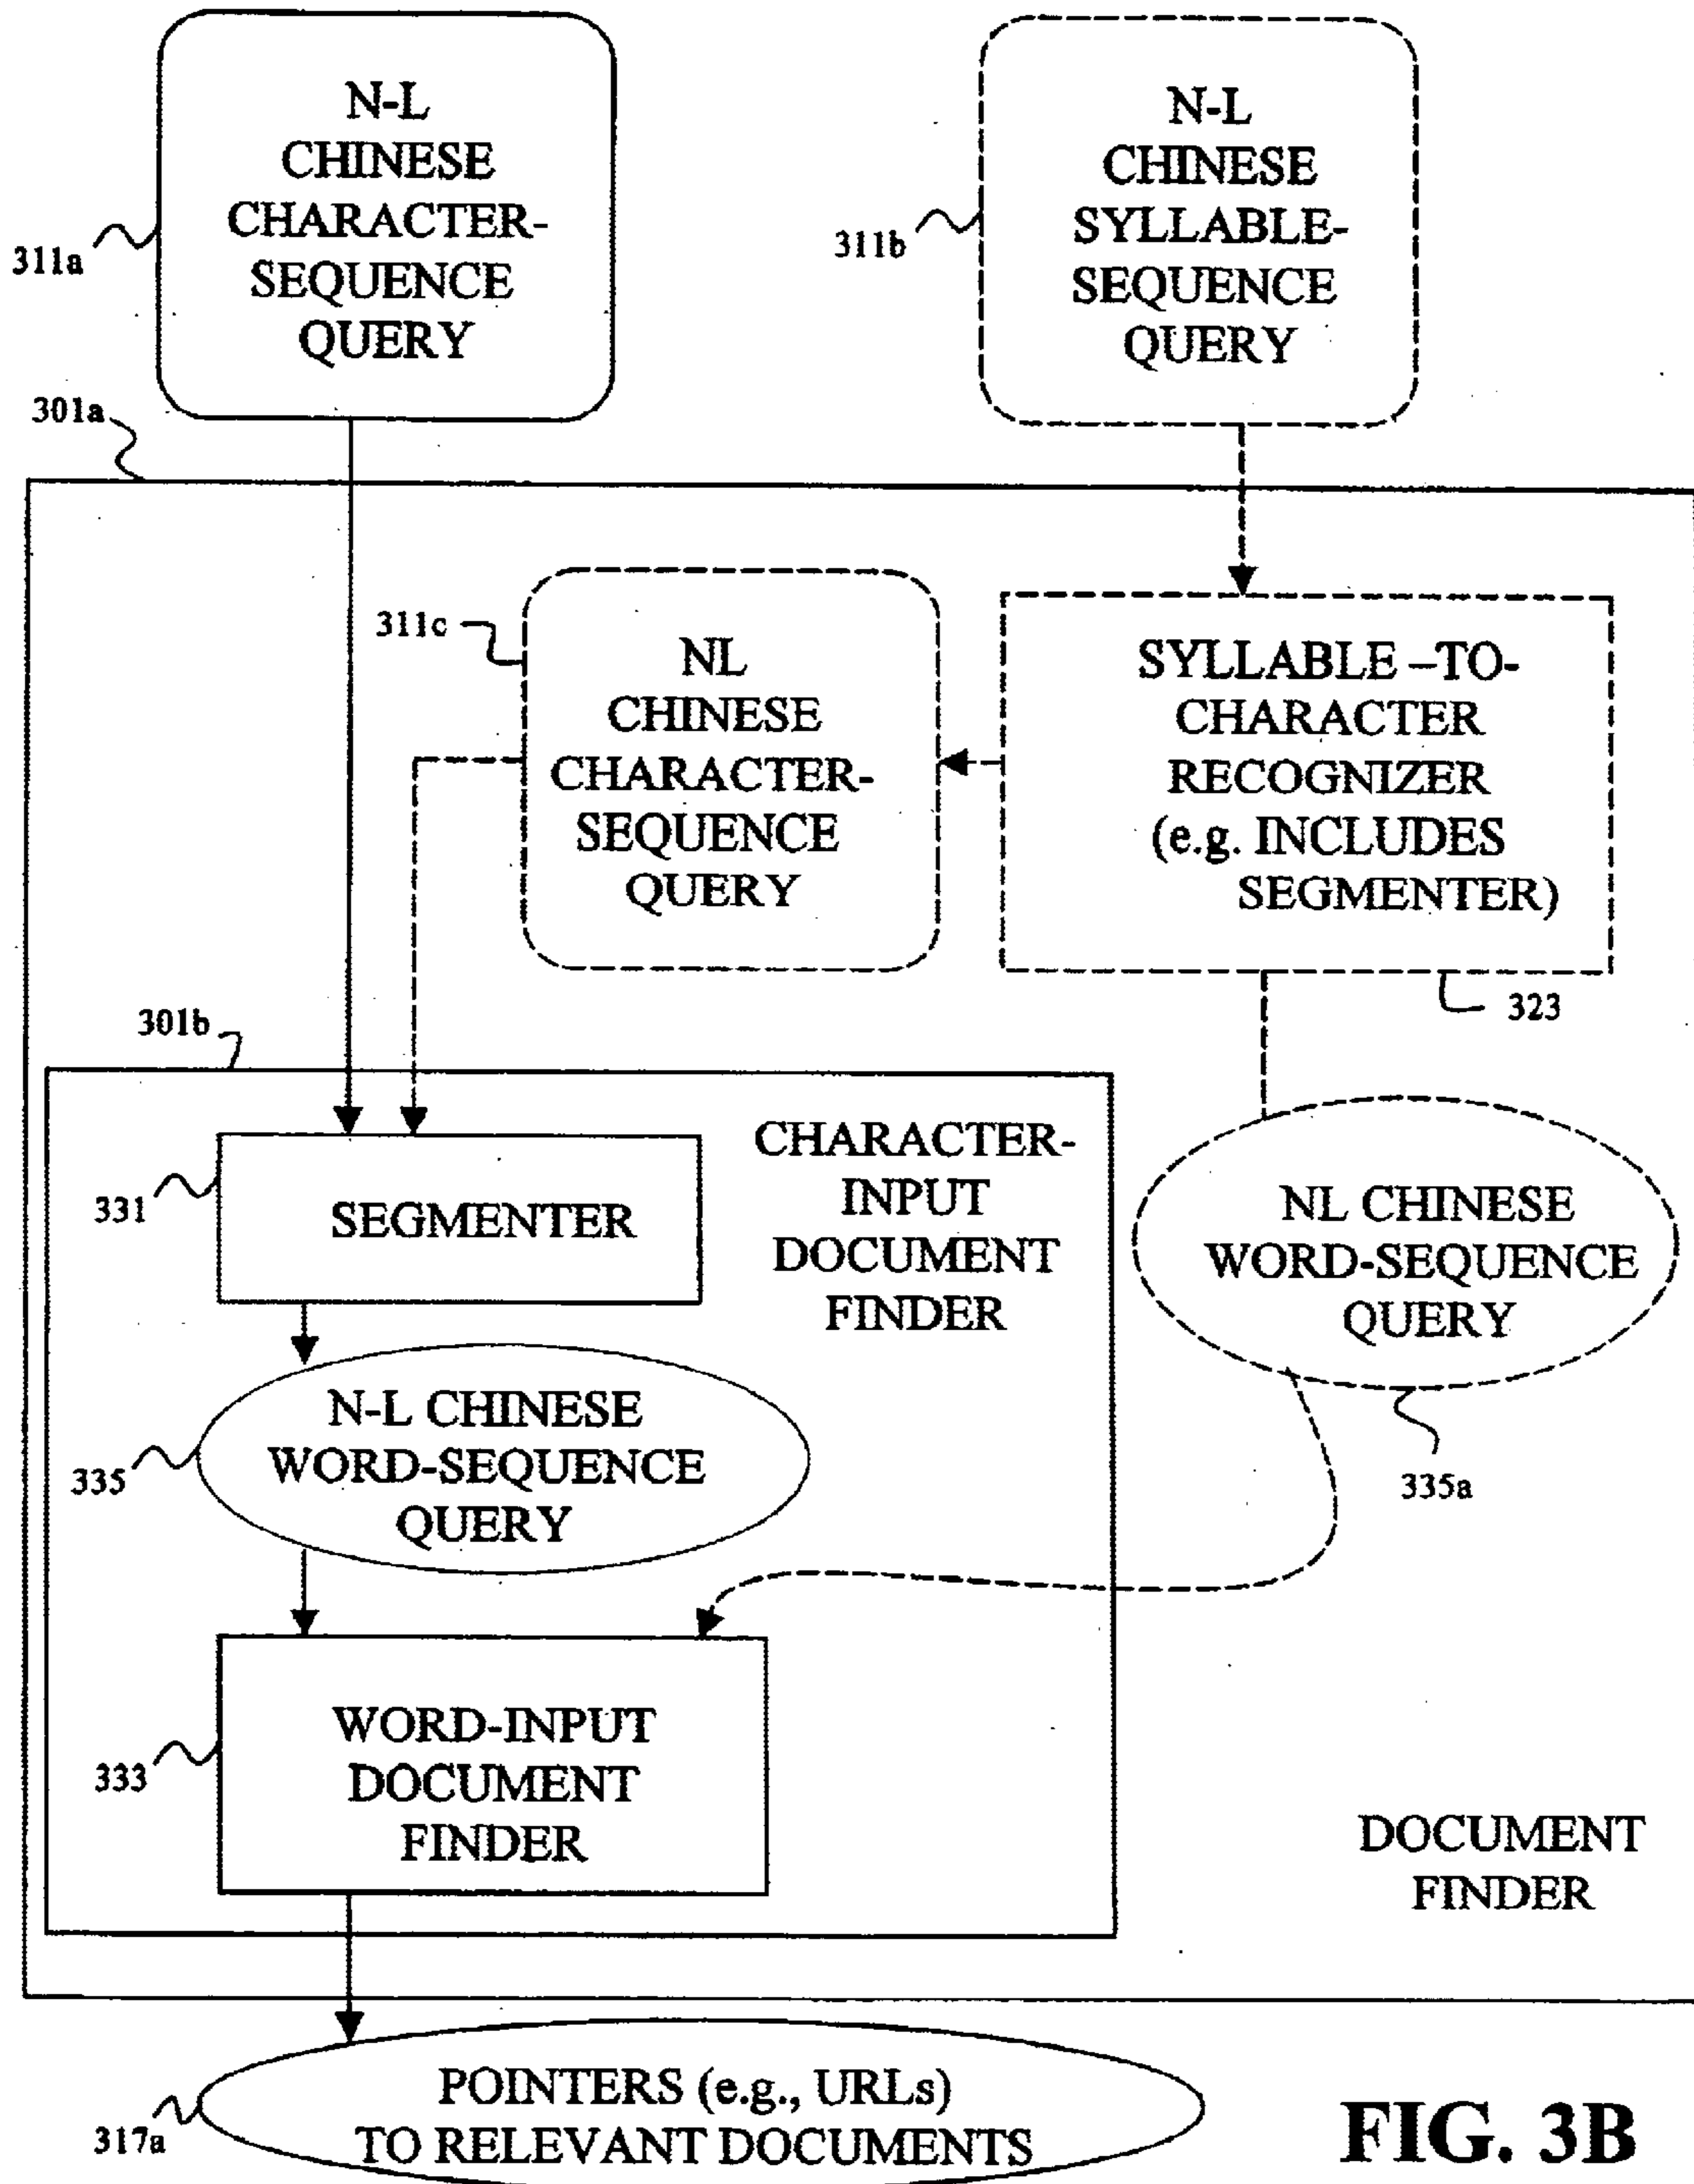 N-L
CHINESE
CHARACTER-
SEQUENCE
QUERY
311a
N-L
CHINESE
SYLLABLE-
SEQUENCE
QUERY
311b
301a
311c
NL
CHINESE
CHARACTER-
SEQUENCE
QUERY
SYLLABLE –TO-
CHARACTER
RECOGNIZER
(e.g. INCLUDES
SEGMENTER)
323
301b
CHARACTER-
INPUT
DOCUMENT
FINDER
331
SEGMENTER
NL CHINESE
WORD-SEQUENCE
QUERY
335a
N-L CHINESE
WORD-SEQUENCE
QUERY
335
WORD-INPUT
DOCUMENT
FINDER
333
DOCUMENT
FINDER
POINTERS (e.g., URLs)
TO RELEVANT DOCUMENTS
317a
FIG. 3B